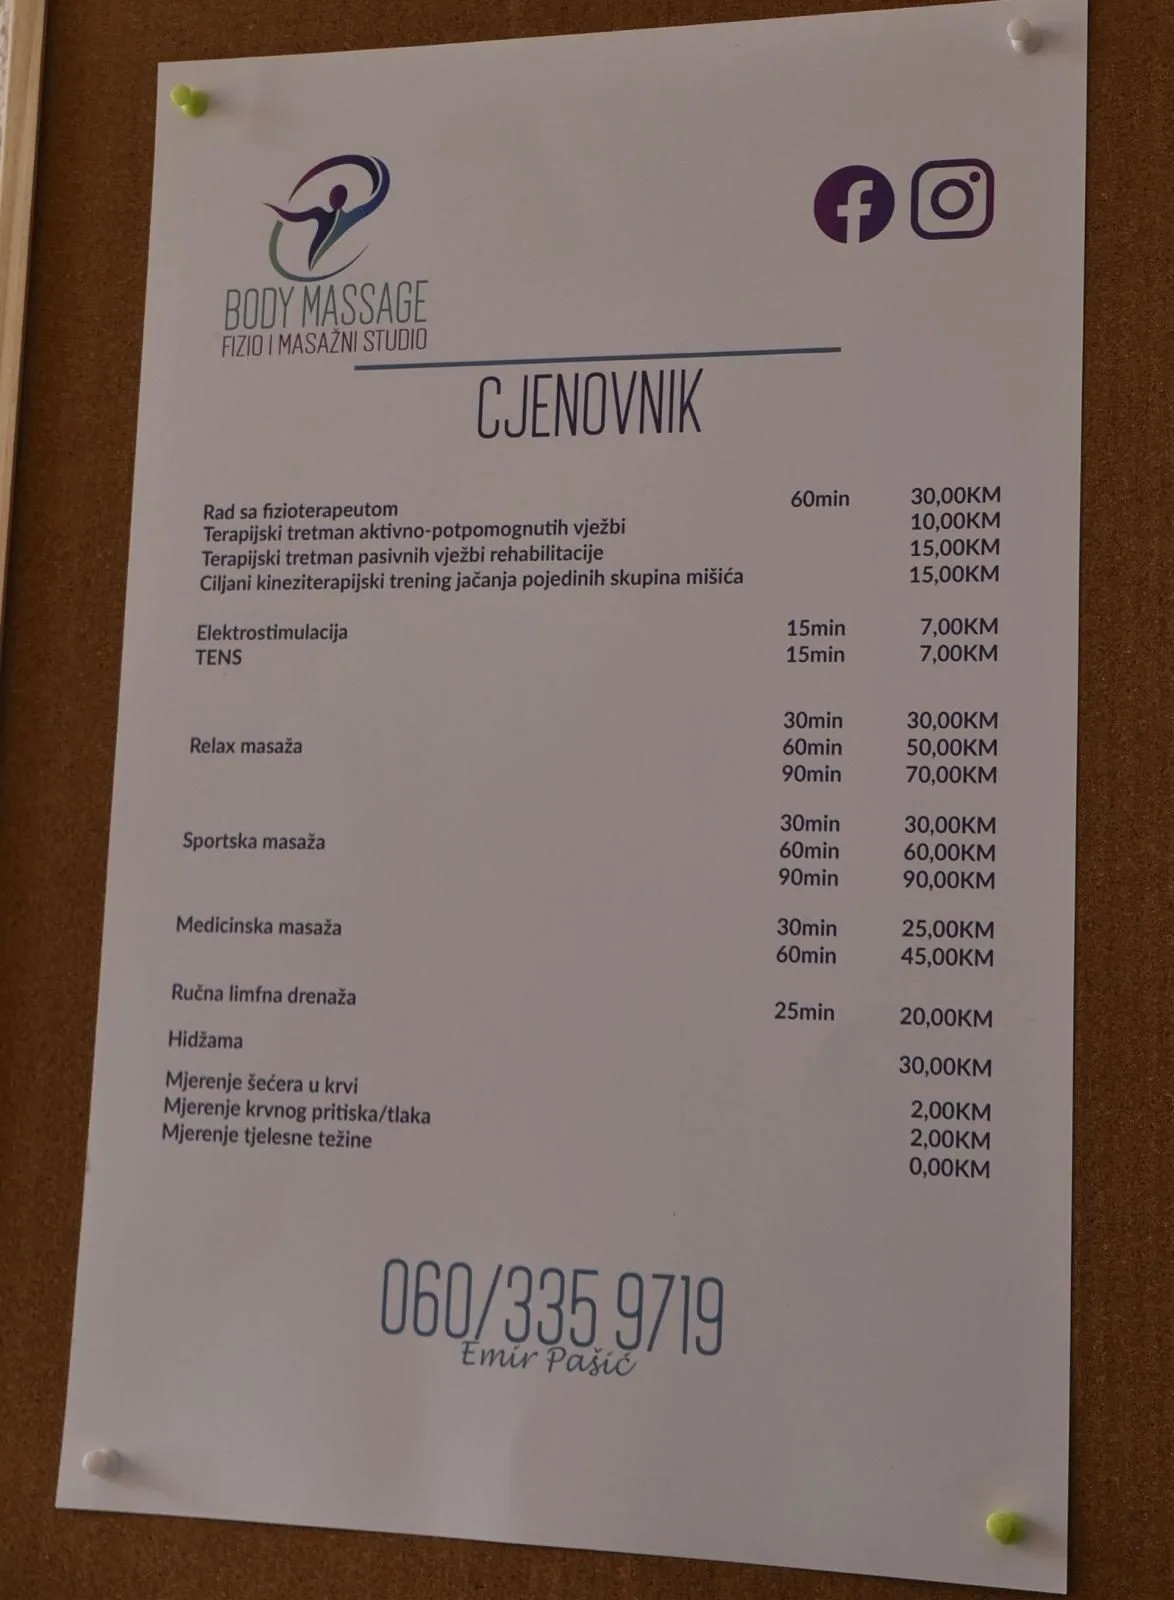 BODY MASSAGE
FIZIO I MASAŽNI STUDIO
CJENOVNIK
Rad sa fizioterapeutom 60min 30,00KM
Terapijski tretman aktivno-potpomognutih vježbi 10,00KM
Terapijski tretman pasivnih vježbi rehabilitacije 15,00KM
Ciljani kineziterapijski trening jačanja pojedinih skupina mišića 15,00KM
Elektrostimulacija 15min 7,00KM
TENS 15min 7,00KM
30min 30,00KM
Relax masaža 60min 50,00KM
90min 70,00KM
30min 30,00KM
Sportska masaža 60min 60,00KM
90min 90,00KM
Medicinska masaža 30min 25,00KM
60min 45,00KM
Ručna limfna drenaža 25min 20,00KM
Hidžama 30,00KM
Mjerenje šećera u krvi 2,00KM
Mjerenje krvnog pritiska/tlaka 2,00KM
Mjerenje tjelesne težine 0,00KM
060/335 9719
Emir Pašić